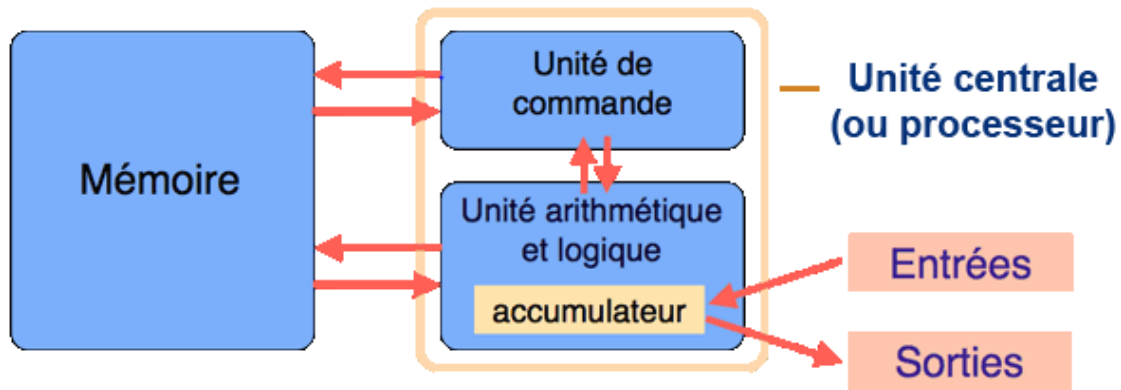 Mémoire
Unité de
commande
Unité arithmétique
et logique
accumulateur
Unité centrale
(ou processeur)
Entrées
Sorties